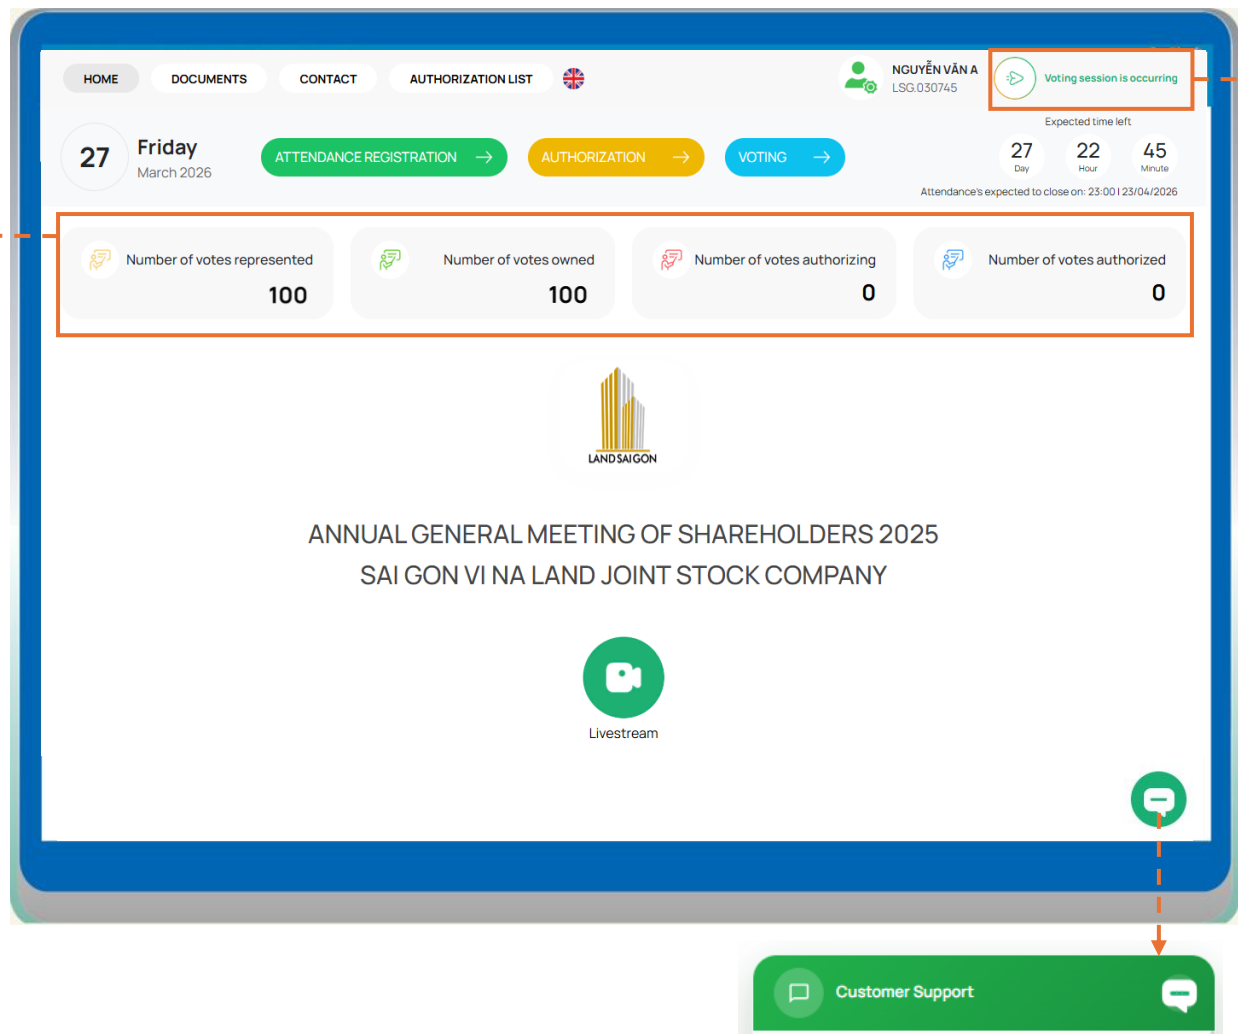 HOME DOCUMENTS CONTACT AUTHORIZATION LIST
NGUYỄN VĂN A
LSG.030745
Voting session is occurring
27
Friday
March 2026
ATTENDANCE REGISTRATION →
AUTHORIZATION →
VOTING →
Expected time left
27 22 45
Day Hour Minute
Attendance's expected to close on: 23:00 | 23/04/2026
Number of votes represented
100
Number of votes owned
100
Number of votes authorizing
0
Number of votes authorized
0
LAND SAI GON
ANNUAL GENERAL MEETING OF SHAREHOLDERS 2025
SAI GON VI NA LAND JOINT STOCK COMPANY
Livestream
Customer Support